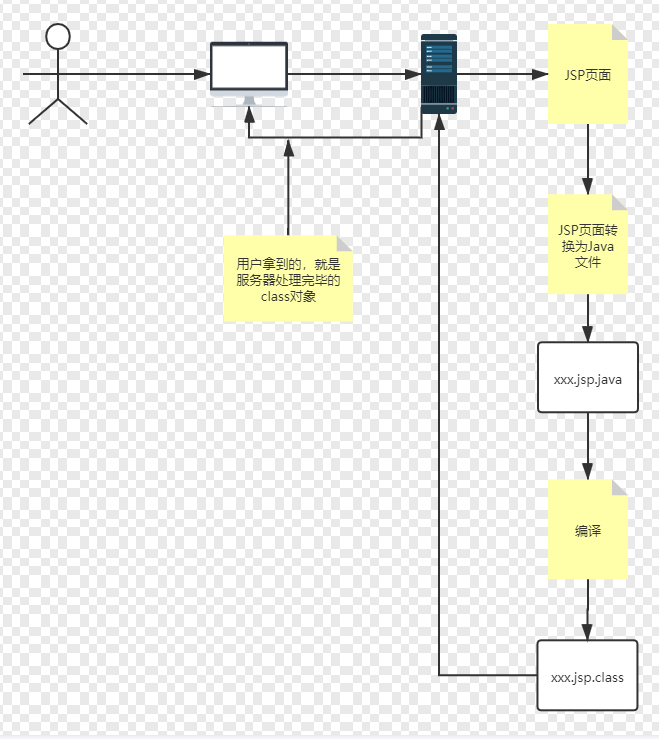 JSP页面
JSP页面转
换为Java
文件
用户拿到的，就是
服务器处理完毕的
class对象
xxx.jsp.java
编译
xxx.jsp.class